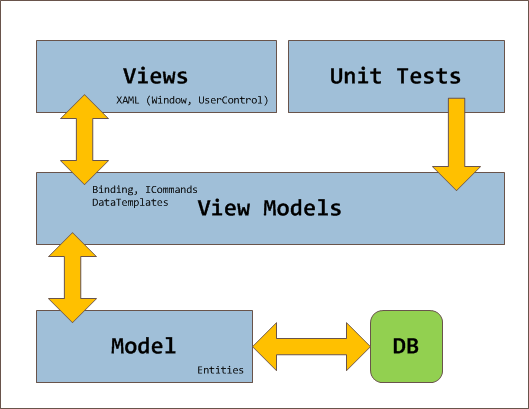 Views
XAML (Window, UserControl)
Unit Tests
Binding, ICommands
DataTemplates
View Models
Model
Entities
DB